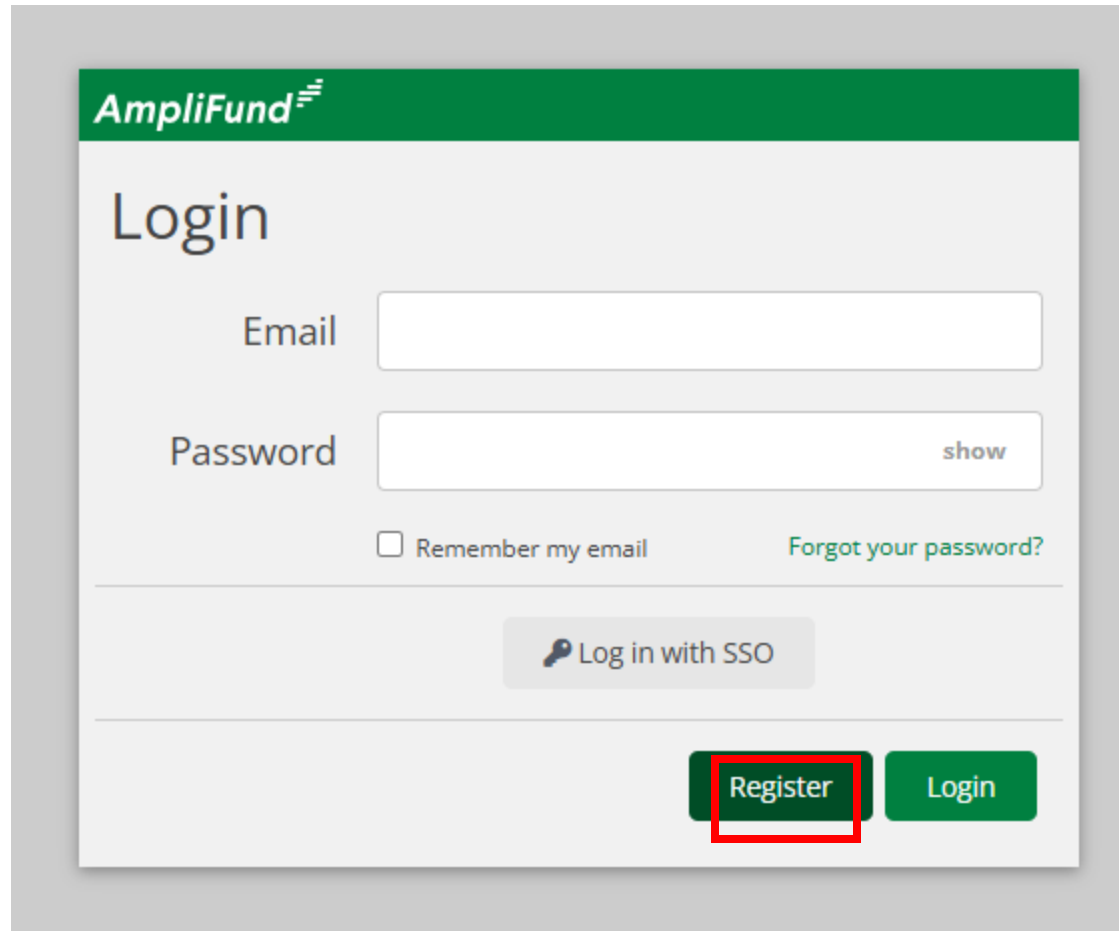 AmpliFund
Login
Email
Password
show
Remember my email
Forgot your password?
Log in with SSO
Register
Login